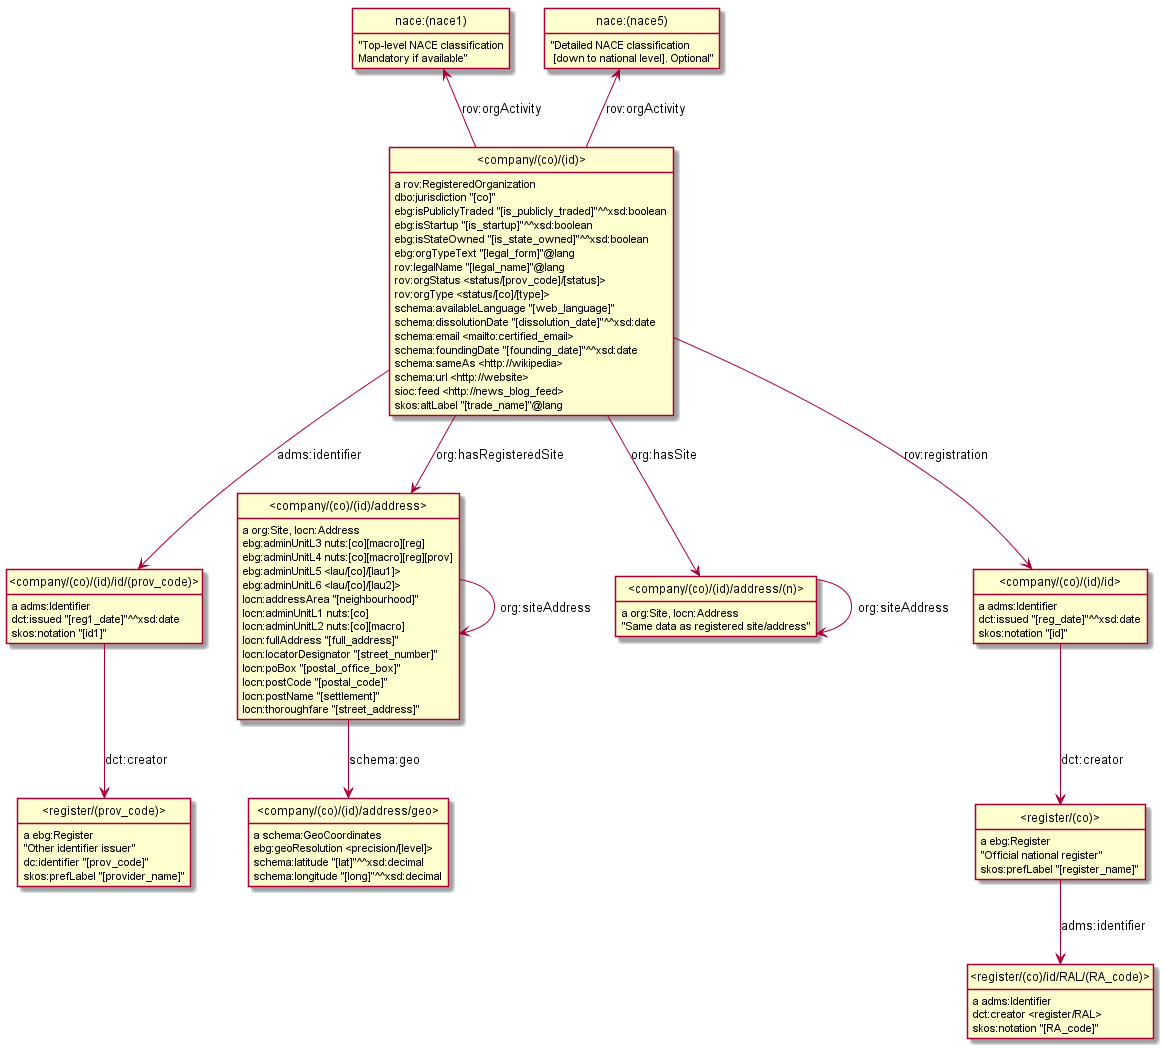 nace:(nace1)
"Top-level NACE classification
Mandatory if available"
nace:(nace5)
"Detailed NACE classification
[down to national level]. Optional"
rov:orgActivity
rov:orgActivity
<company/(co)/(id)>
a rov:RegisteredOrganization
dbo:jurisdiction "[co]"
ebg:isPubliclyTraded "[is_publicly_traded]"^^xsd:boolean
ebg:isStartup "[is_startup]"^^xsd:boolean
ebg:isStateOwned "[is_state_owned]"^^xsd:boolean
ebg:orgTypeText "[legal_form]"@lang
rov:legalName "[legal_name]"@lang
rov:orgStatus <status/[prov_code]/[status]>
rov:orgType <status/[co]/[type]>
schema:availableLanguage "[web_language]"
schema:dissolutionDate "[dissolution_date]"^^xsd:date
schema:email <mailto:certified_email>
schema:foundingDate "[founding_date]"^^xsd:date
schema:sameAs <http://wikipedia>
schema:url <http://website>
sioc:feed <http://news_blog_feed>
skos:altLabel "[trade_name]"@lang
adms:identifier
org:hasRegisteredSite
org:hasSite
rov:registration
<company/(co)/(id)/id/(prov_code)>
a adms:Identifier
dct:issued "[reg1_date]"^^xsd:date
skos:notation "[id1]"
<company/(co)/(id)/address>
a org:Site, locn:Address
ebg:adminUnitL3 nuts:[co][macro][reg]
ebg:adminUnitL4 nuts:[co][macro][reg][prov]
ebg:adminUnitL5 <lau/[co]/[lau1]>
ebg:adminUnitL6 <lau/[co]/[lau2]>
locn:addressArea "[neighbourhood]"
locn:adminUnitL1 nuts:[co]
locn:adminUnitL2 nuts:[co][macro]
locn:fullAddress "[full_address]"
locn:locatorDesignator "[street_number]"
locn:poBox "[postal_office_box]"
locn:postCode "[postal_code]"
locn:postName "[settlement]"
locn:thoroughfare "[street_address]"
org:siteAddress
<company/(co)/(id)/address/(n)>
a org:Site, locn:Address
"Same data as registered site/address"
org:siteAddress
<company/(co)/(id)/id>
a adms:Identifier
dct:issued "[reg_date]"^^xsd:date
skos:notation "[id]"
dct:creator
schema:geo
dct:creator
<register/(prov_code)>
a ebg:Register
"Other identifier issuer"
dc:identifier "[prov_code]"
skos:prefLabel "[provider_name]"
<company/(co)/(id)/address/geo>
a schema:GeoCoordinates
ebg:geoResolution <precision/[level]>
schema:latitude "[lat]"^^xsd:decimal
schema:longitude "[long]"^^xsd:decimal
<register/(co)>
a ebg:Register
"Official national register"
skos:prefLabel "[register_name]"
adms:identifier
<register/(co)/id/RAL/(RA_code)>
a adms:Identifier
dct:creator <register/RAL>
skos:notation "[RA_code]"